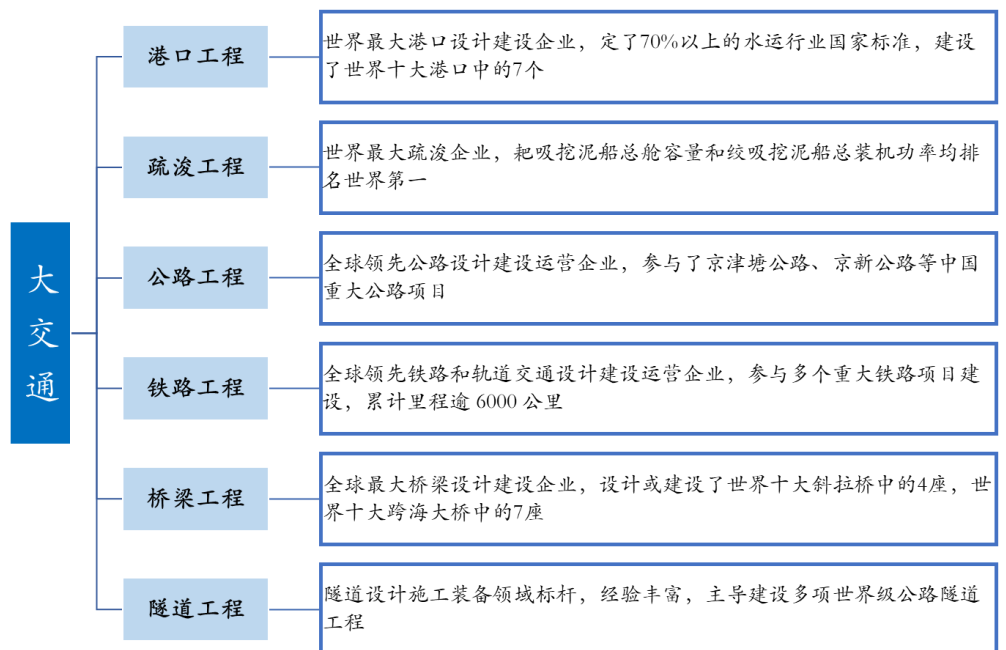 大交通
港口工程
世界最大港口设计建设企业，定了70%以上的水运行业国家标准，建设
了世界十大港口中的7个
疏浚工程
世界最大疏浚企业，耙吸挖泥船总舱容量和绞吸挖泥船总装机功率均排
名世界第一
公路工程
全球领先公路设计建设运营企业，参与了京津塘公路、京新公路等中国
重大公路项目
铁路工程
全球领先铁路和轨道交通设计建设运营企业，参与多个重大铁路项目建
设，累计里程逾 6000 公里
桥梁工程
全球最大桥梁设计建设企业，设计或建设了世界十大斜拉桥中的4座，世
界十大跨海大桥中的7座
隧道工程
隧道设计施工装备领域标杆，经验丰富，主导建设多项世界级公路隧道
工程